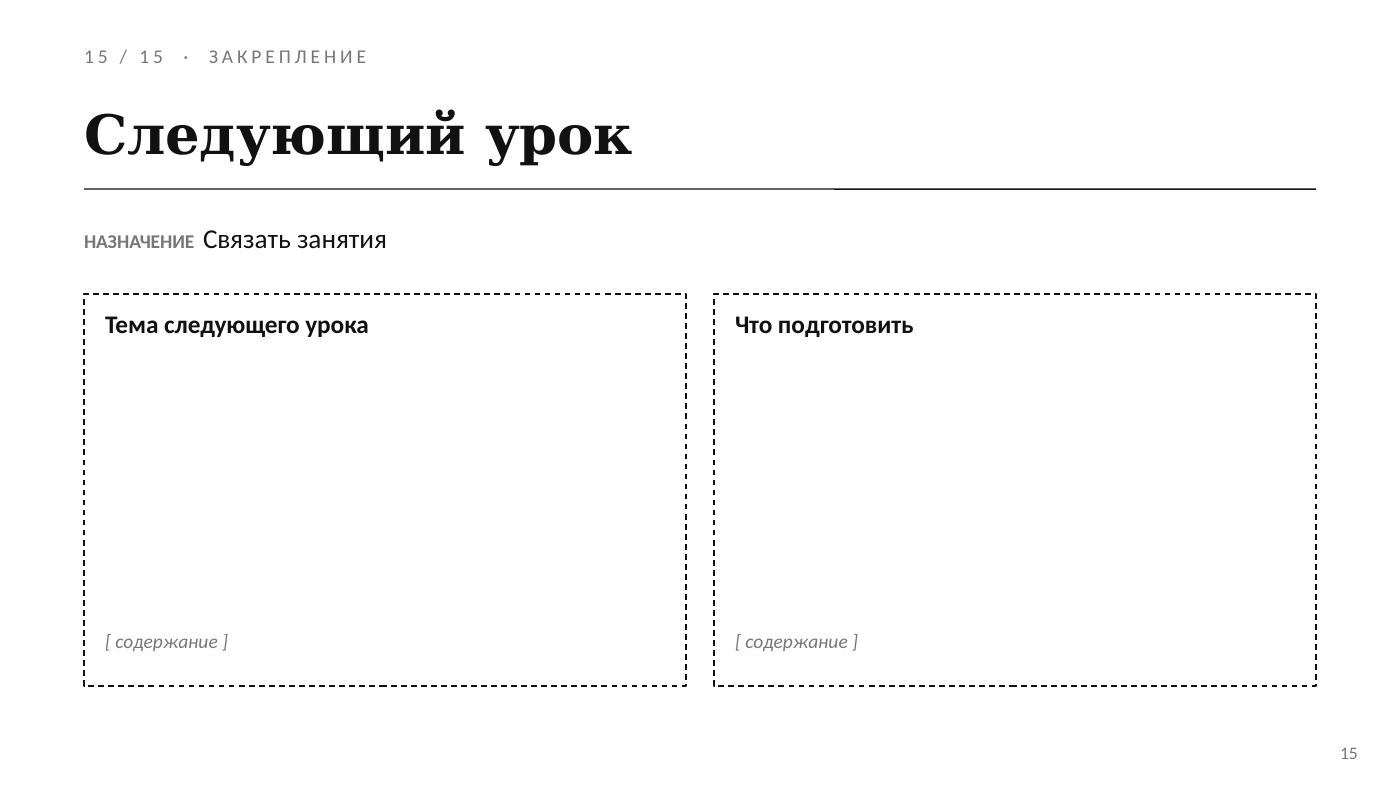 15 / 15 · ЗАКРЕПЛЕНИЕ
Следующий урок
НАЗНАЧЕНИЕ Связать занятия
Тема следующего урока
Что подготовить
[ содержание ]
[ содержание ]
15